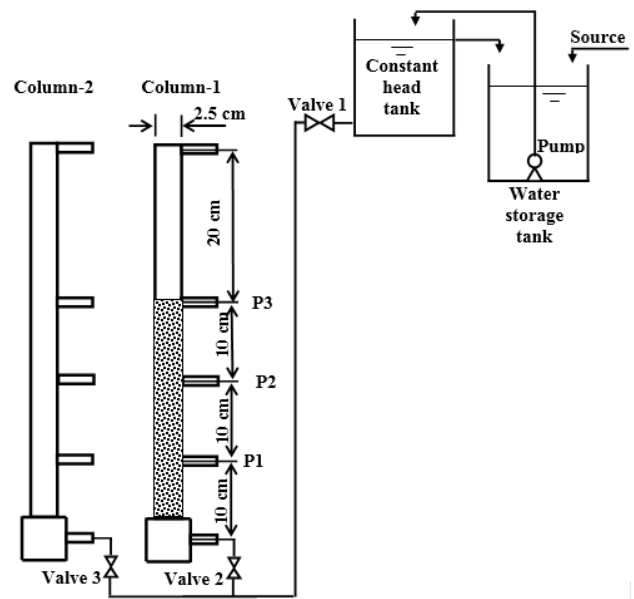 Source
Constant
head
tank
Column-2
Column-1
Valve 1
2.5 cm
Pump
Water
storage
tank
20 cm
P3
10 cm
P2
10 cm
P1
10 cm
Valve 3
Valve 2